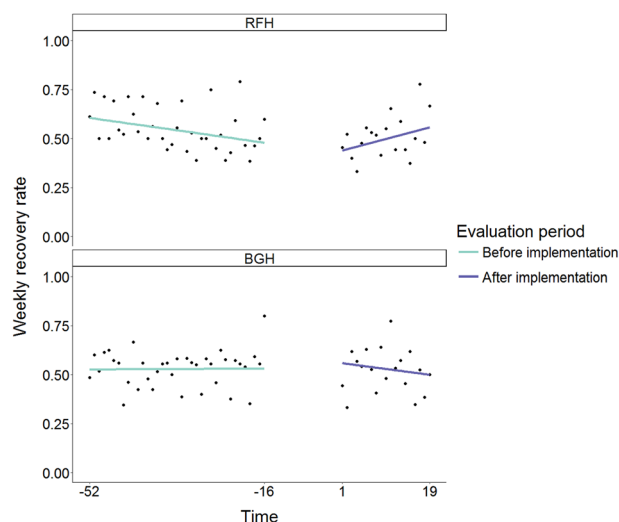 RFH
1.00
0.75
0.50
0.25
0.00
BGH
1.00
0.75
0.50
0.25
0.00
Weekly recovery rate
-52
-16
1
19
Time
Evaluation period
Before implementation
After implementation